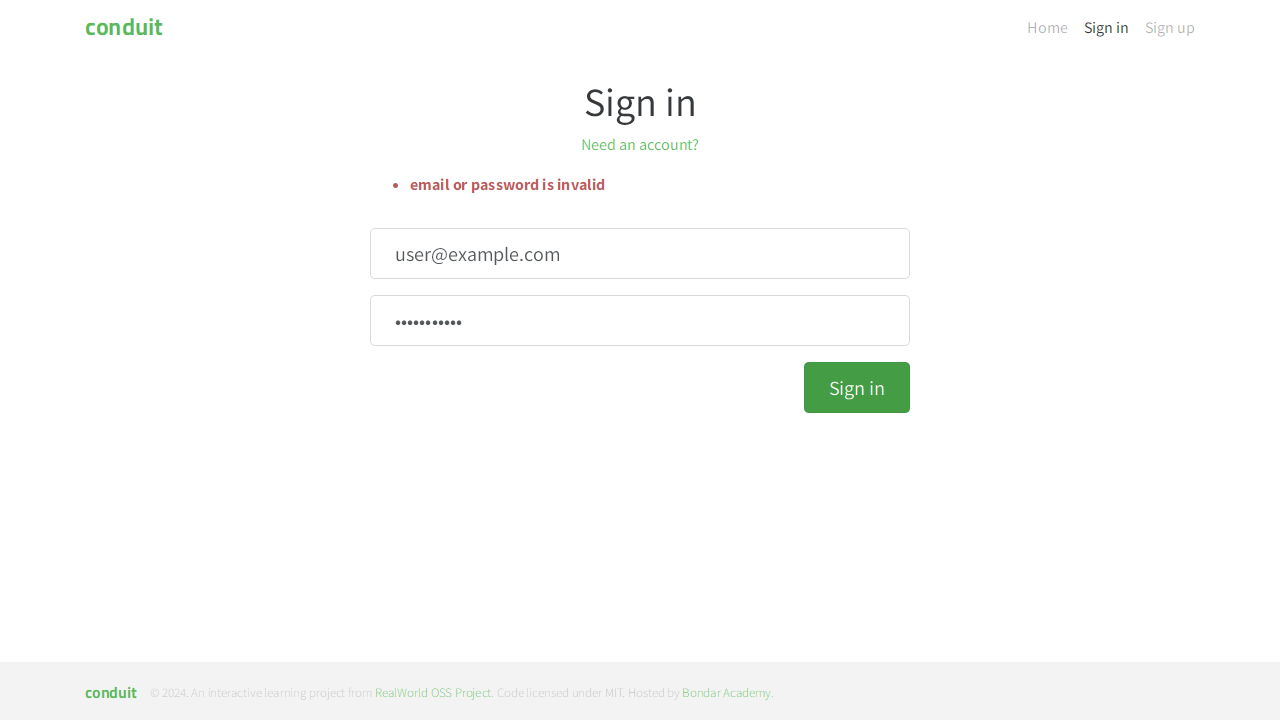 conduit
Home Sign in Sign up
Sign in
Need an account?
• email or password is invalid
user@example.com
•••••••••••
Sign in
conduit © 2024. An interactive learning project from RealWorld OSS Project. Code licensed under MIT. Hosted by Bondar Academy.